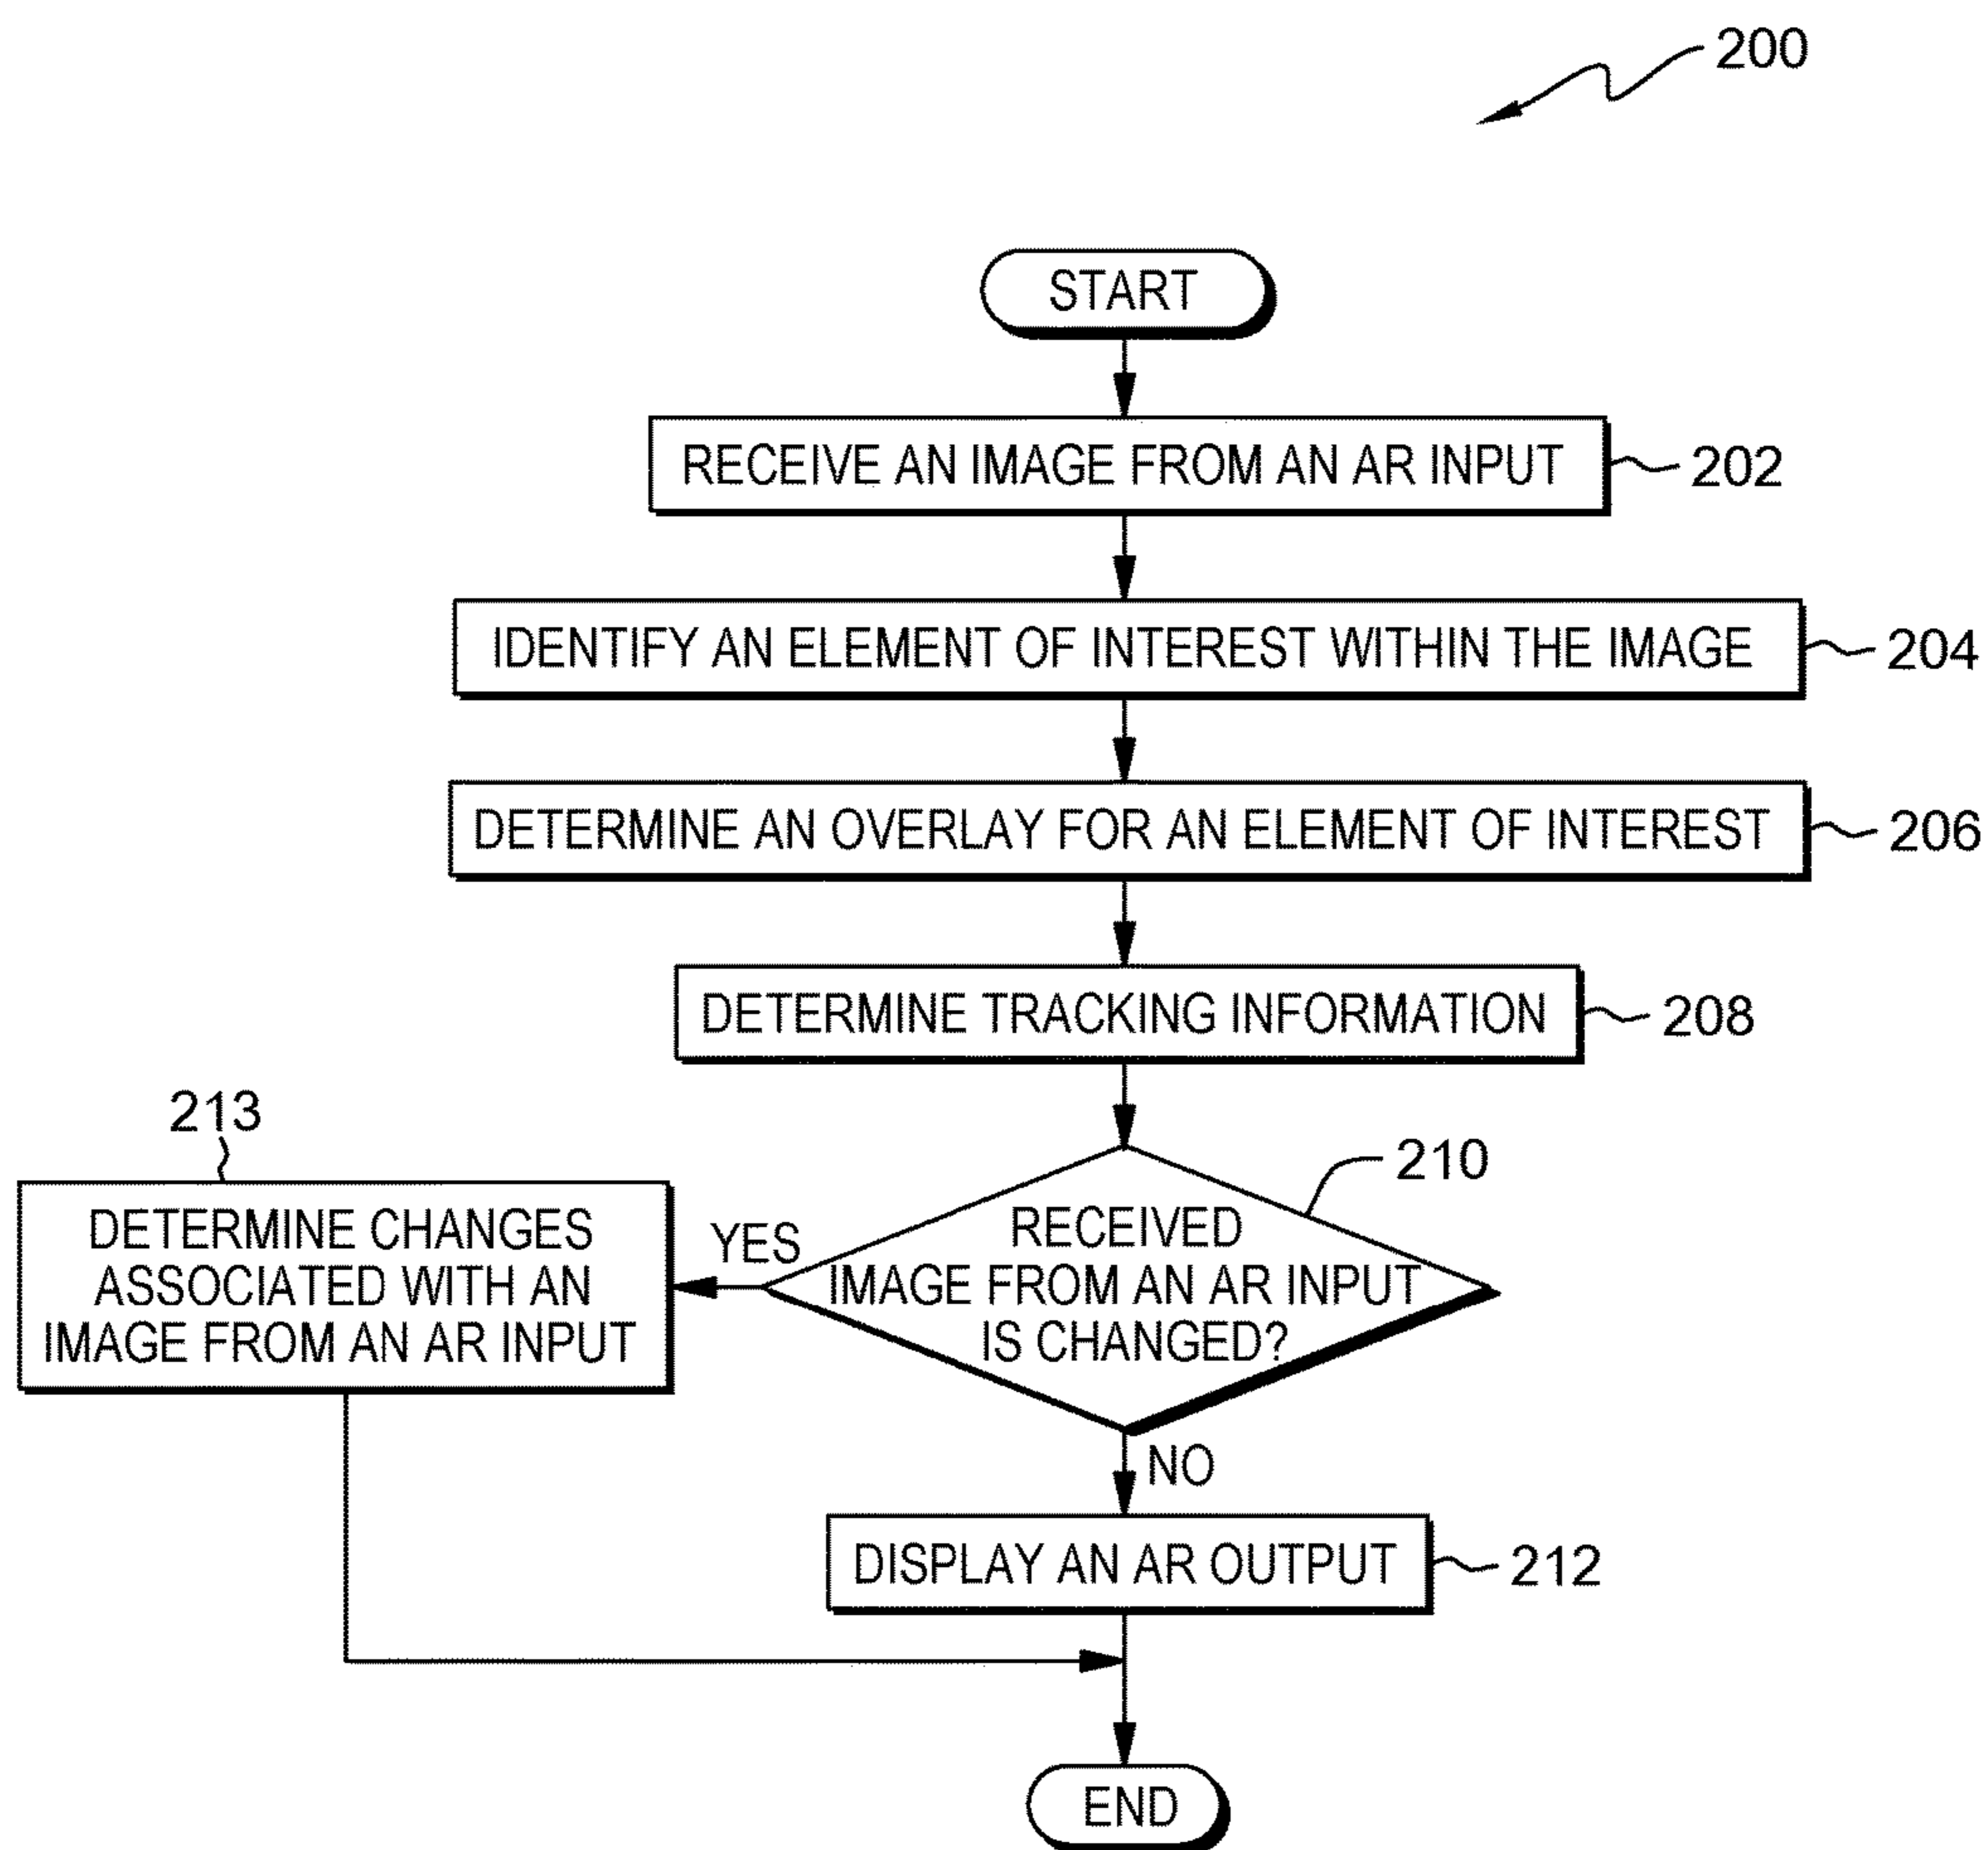 200
START
RECEIVE AN IMAGE FROM AN AR INPUT
202
IDENTIFY AN ELEMENT OF INTEREST WITHIN THE IMAGE
204
DETERMINE AN OVERLAY FOR AN ELEMENT OF INTEREST
206
DETERMINE TRACKING INFORMATION
208
210
RECEIVED
IMAGE FROM AN AR INPUT
IS CHANGED?
YES
213
DETERMINE CHANGES
ASSOCIATED WITH AN
IMAGE FROM AN AR INPUT
NO
DISPLAY AN AR OUTPUT
212
END